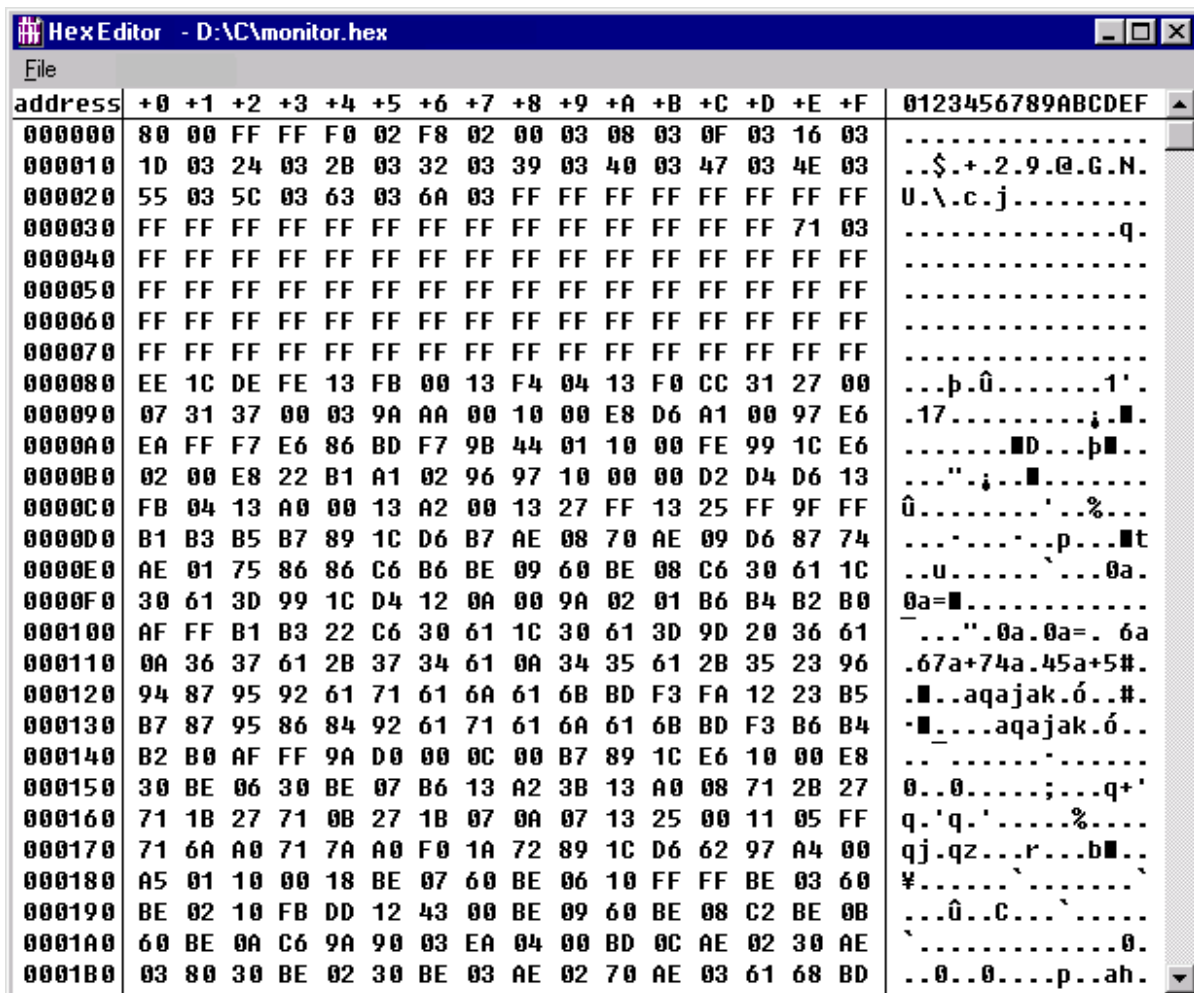 HexEditor - D:\C\monitor.hex
File
address +0 +1 +2 +3 +4 +5 +6 +7 +8 +9 +A +B +C +D +E +F 0123456789ABCDEF
000000 80 00 FF FF F0 02 F8 02 00 03 08 03 0F 03 16 03 ................
000010 1D 03 24 03 2B 03 32 03 39 03 40 03 47 03 4E 03 ..$.+.2.9.@.G.N.
000020 55 03 5C 03 63 03 6A 03 FF FF FF FF FF FF FF FF U.\.c.j.........
000030 FF FF FF FF FF FF FF FF FF FF FF FF FF FF 71 03 ..............q.
000040 FF FF FF FF FF FF FF FF FF FF FF FF FF FF FF FF ................
000050 FF FF FF FF FF FF FF FF FF FF FF FF FF FF FF FF ................
000060 FF FF FF FF FF FF FF FF FF FF FF FF FF FF FF FF ................
000070 FF FF FF FF FF FF FF FF FF FF FF FF FF FF FF FF ................
000080 EE 1C DE FE 13 FB 00 13 F4 04 13 F0 CC 31 27 00 ...þ.û.......1'.
000090 07 31 37 00 03 9A AA 00 10 00 E8 D6 A1 00 97 E6 .17.........¡.■.
0000A0 EA FF F7 E6 86 BD F7 9B 44 01 10 00 FE 99 1C E6 .......■D...þ■..
0000B0 02 00 E8 22 B1 A1 02 96 97 10 00 00 D2 D4 D6 13 ...".¡..■.......
0000C0 FB 04 13 A0 00 13 A2 00 13 27 FF 13 25 FF 9F FF û........'..%...
0000D0 B1 B3 B5 B7 89 1C D6 B7 AE 08 70 AE 09 D6 87 74 ...·...·..p...■t
0000E0 AE 01 75 86 86 C6 B6 BE 09 60 BE 08 C6 30 61 1C ..u......`...0a.
0000F0 30 61 3D 99 1C D4 12 0A 00 9A 02 01 B6 B4 B2 B0 0a=■............
000100 AF FF B1 B3 22 C6 30 61 1C 30 61 3D 9D 20 36 61 ¯...".0a.0a=. 6a
000110 0A 36 37 61 2B 37 34 61 0A 34 35 61 2B 35 23 96 .67a+74a.45a+5#.
000120 94 87 95 92 61 71 61 6A 61 6B BD F3 FA 12 23 B5 .■..aqajak.ó..#.
000130 B7 87 95 86 84 92 61 71 61 6A 61 6B BD F3 B6 B4 ·■....aqajak.ó..
000140 B2 B0 AF FF 9A D0 00 0C 00 B7 89 1C E6 10 00 E8 ..¯......·......
000150 30 BE 06 30 BE 07 B6 13 A2 3B 13 A0 08 71 2B 27 0..0.....;...q+'
000160 71 1B 27 71 0B 27 1B 07 0A 07 13 25 00 11 05 FF q.'q.'.....%....
000170 71 6A A0 71 7A A0 F0 1A 72 89 1C D6 62 97 A4 00 qj.qz...r...b■..
000180 A5 01 10 00 18 BE 07 60 BE 06 10 FF FF BE 03 60 ¥......`.......`
000190 BE 02 10 FB DD 12 43 00 BE 09 60 BE 08 C2 BE 0B ...û..C...`.....
0001A0 60 BE 0A C6 9A 90 03 EA 04 00 BD 0C AE 02 30 AE `.............0.
0001B0 03 80 30 BE 02 30 BE 03 AE 02 70 AE 03 61 68 BD ..0..0....p..ah.